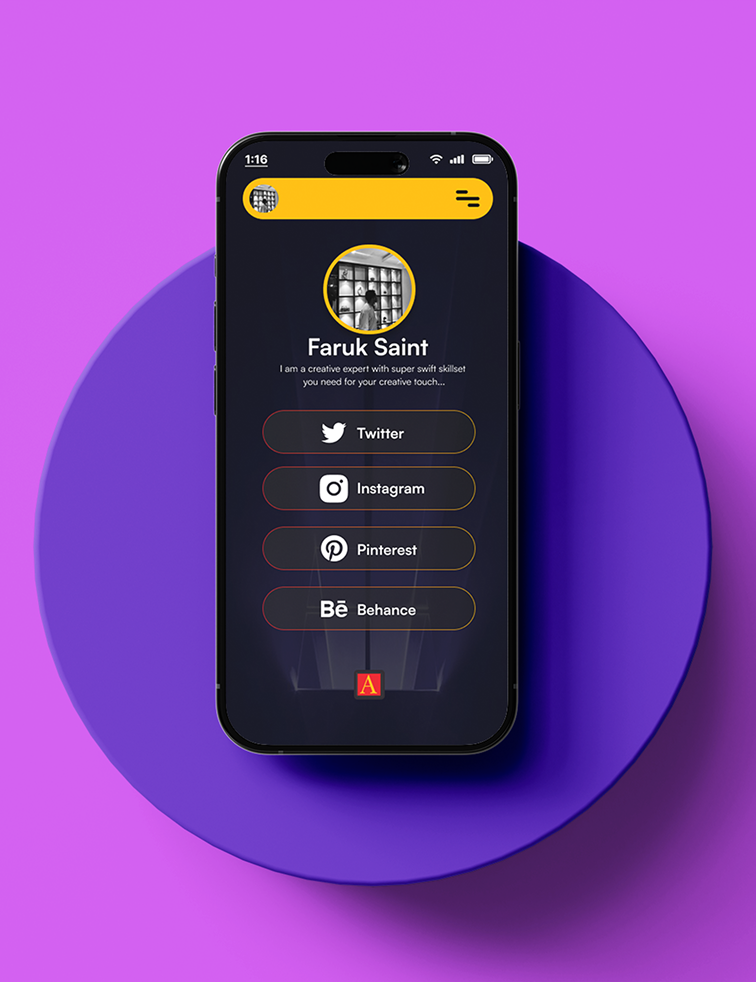 1:16
Faruk Saint
I am a creative expert with super swift skillset
you need for your creative touch...
Twitter
Instagram
Pinterest
Bē Behance
A